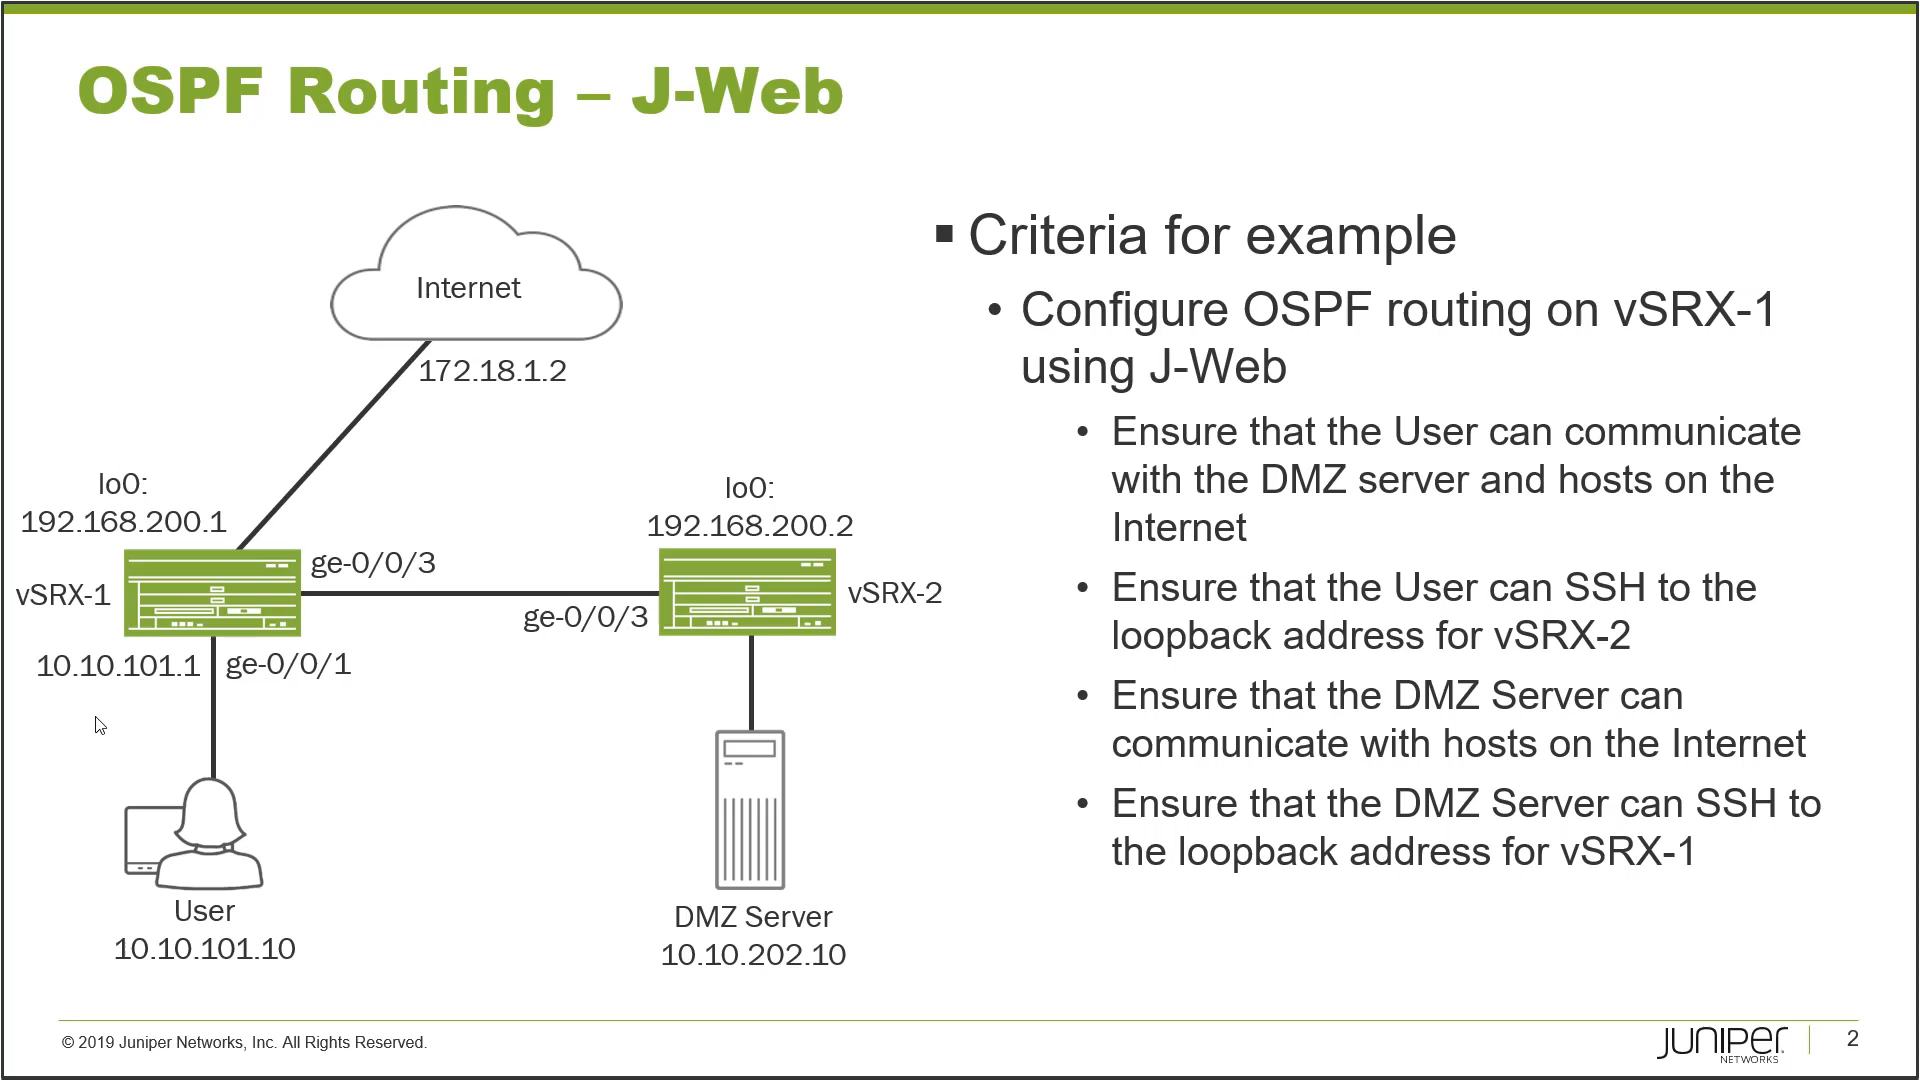 OSPF Routing – J-Web
Internet
172.18.1.2
lo0:
192.168.200.1
lo0:
192.168.200.2
ge-0/0/3
vSRX-1
ge-0/0/3
vSRX-2
10.10.101.1
ge-0/0/1
User
10.10.101.10
DMZ Server
10.10.202.10
▪ Criteria for example
• Configure OSPF routing on vSRX-1
using J-Web
• Ensure that the User can communicate
with the DMZ server and hosts on the
Internet
• Ensure that the User can SSH to the
loopback address for vSRX-2
• Ensure that the DMZ Server can
communicate with hosts on the Internet
• Ensure that the DMZ Server can SSH to
the loopback address for vSRX-1
© 2019 Juniper Networks, Inc. All Rights Reserved.
JUNIPER
NETWORKS
2